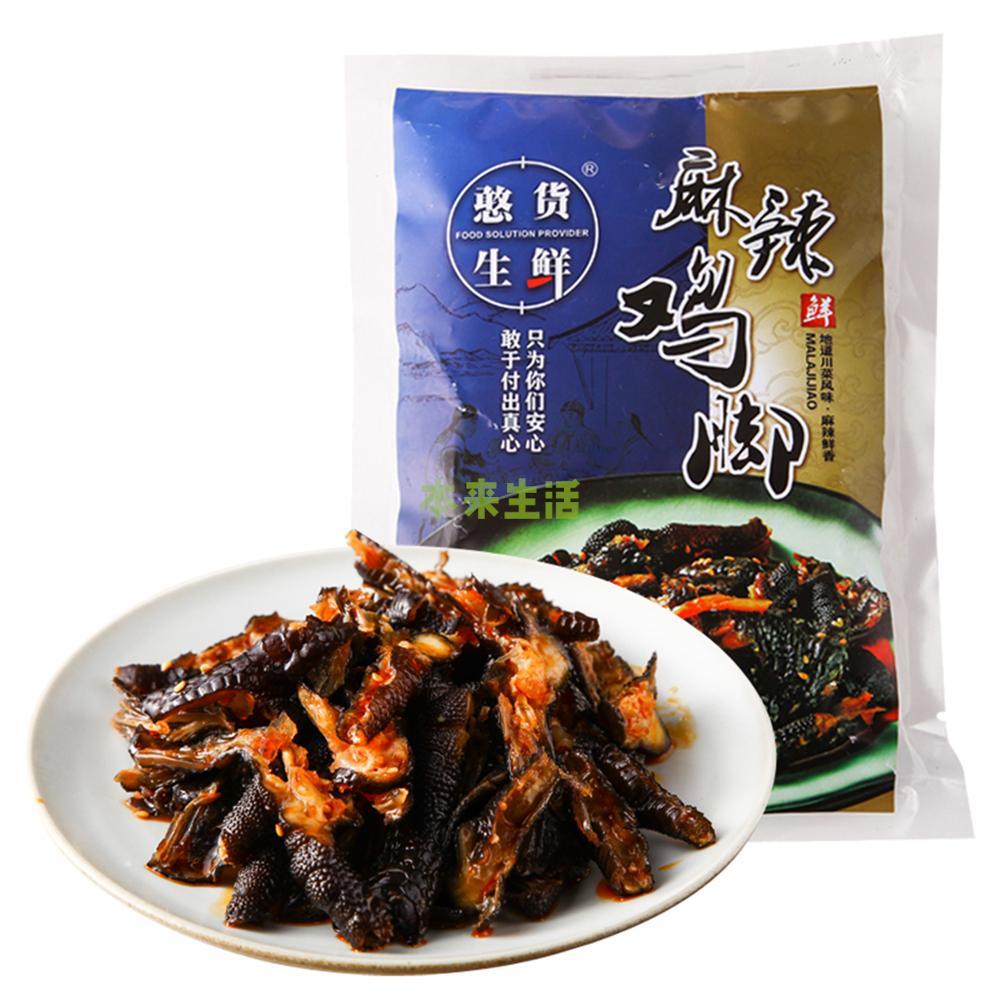 憨货
®
FOOD SOLUTION PROVIDER
生鲜
只为你们安心
敢于付出真心
麻辣
鸡脚
鲜
地道川菜风味·麻辣鲜香
MALAJIJIAO
本来生活